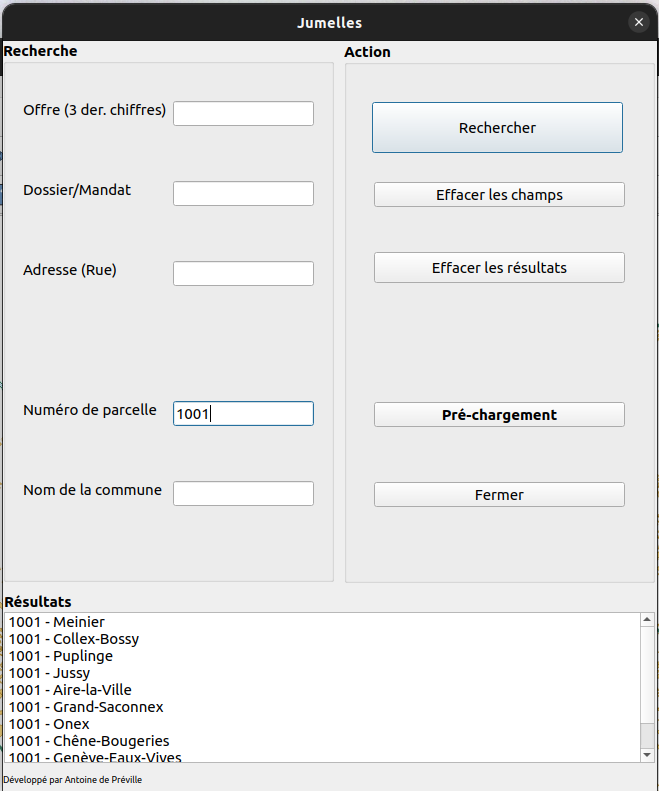 Jumelles
Recherche
Offre (3 der. chiffres)
Dossier/Mandat
Adresse (Rue)
Numéro de parcelle
1001
Nom de la commune
Action
Rechercher
Effacer les champs
Effacer les résultats
Pré-chargement
Fermer
Résultats
1001 - Meinier
1001 - Collex-Bossy
1001 - Puplinge
1001 - Jussy
1001 - Aire-la-Ville
1001 - Grand-Saconnex
1001 - Onex
1001 - Chêne-Bougeries
1001 - Genève-Eaux-Vives
Développé par Antoine de Préville